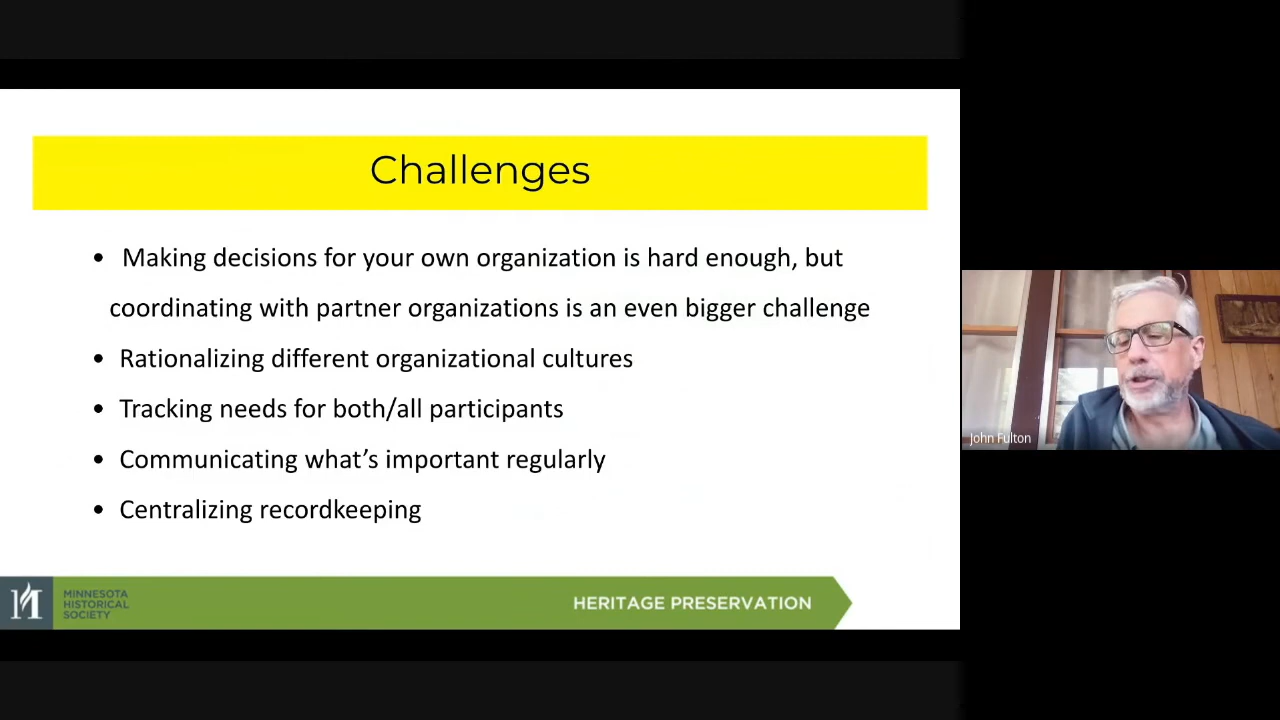 Challenges
• Making decisions for your own organization is hard enough, but
coordinating with partner organizations is an even bigger challenge
• Rationalizing different organizational cultures
• Tracking needs for both/all participants
• Communicating what’s important regularly
• Centralizing recordkeeping
John Fulton
M
MINNESOTA
HISTORICAL
SOCIETY
HERITAGE PRESERVATION